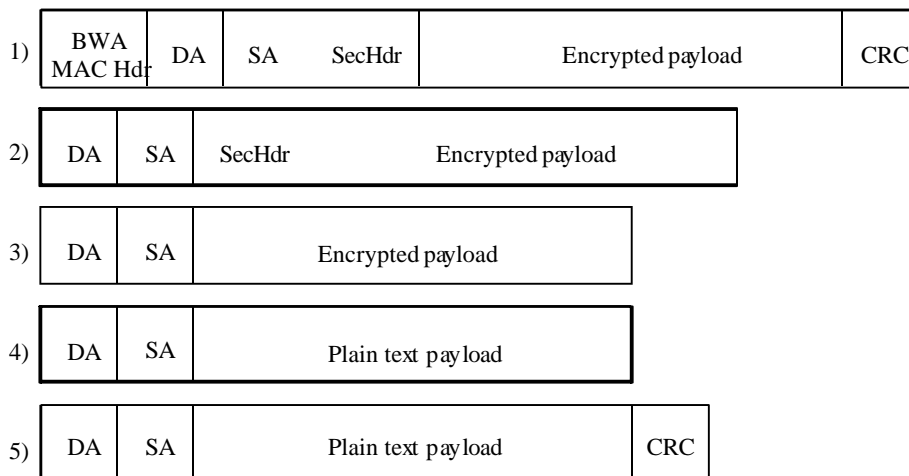 1) BWA MAC Hdr DA SA SecHdr Encrypted payload CRC
2) DA SA SecHdr Encrypted payload
3) DA SA Encrypted payload
4) DA SA Plain text payload
5) DA SA Plain text payload CRC